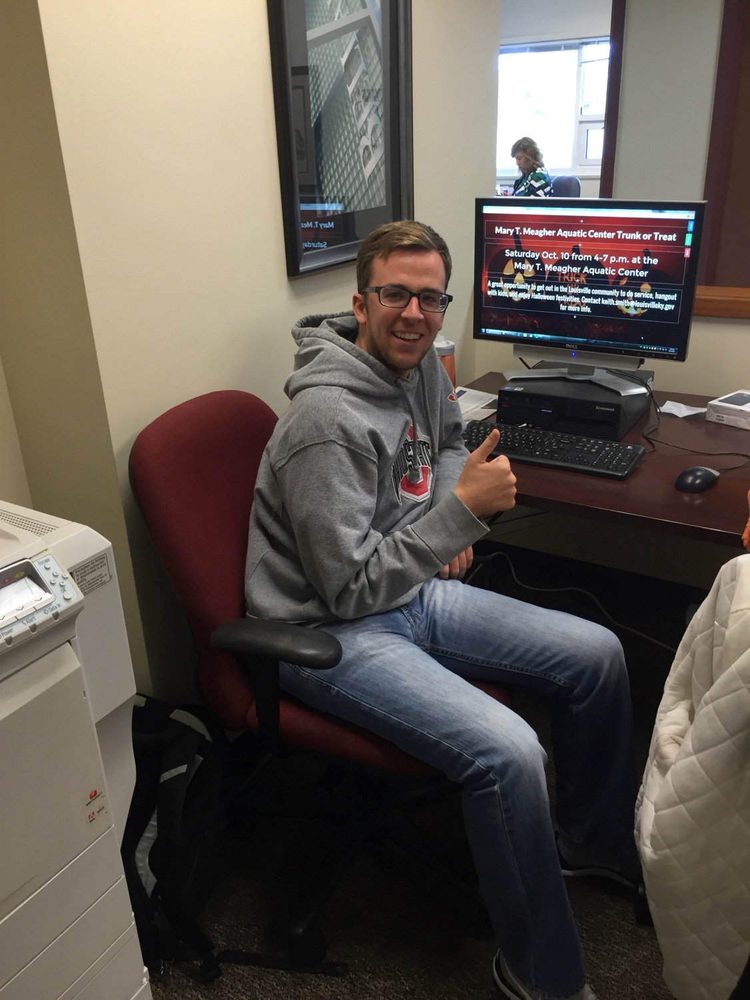 Mary T. Meagher Aquatic Center Trunk or Treat
Saturday Oct. 10 from 4-7 p.m. at the
Mary T. Meagher Aquatic Center
TRICK
A great opportunity to get out in the Louisville community to do service, hangout
with kids, and enjoy Halloween festivities. Contact keith.smith@louisvilleky.gov
for more info.
DELL
lenovo
OHIO STATE
Mary T. Mea
Saturday
Escape
OK
Data in
Alert
Power